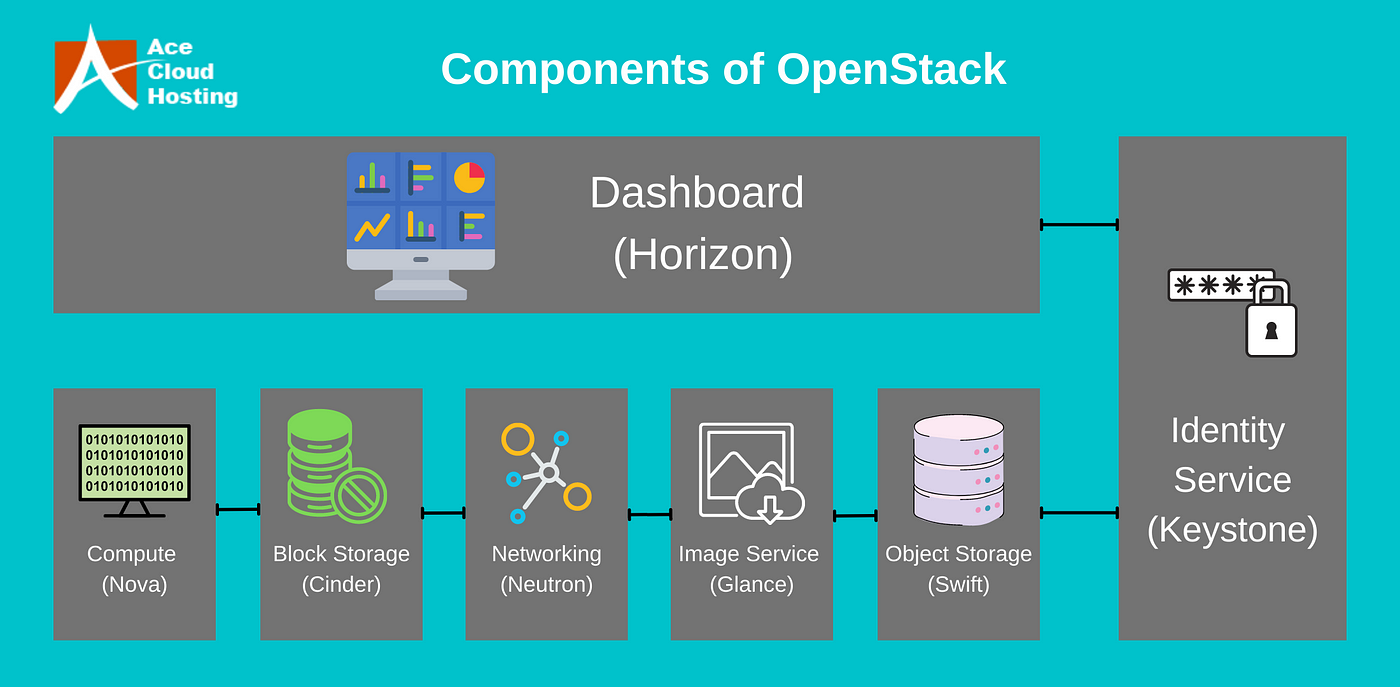 Ace
Cloud
Hosting
Components of OpenStack
Dashboard
(Horizon)
0101010101010
0101010101010
0101010101010
0101010101010
Compute
(Nova)
Block Storage
(Cinder)
Networking
(Neutron)
Image Service
(Glance)
Object Storage
(Swift)
****
Identity
Service
(Keystone)